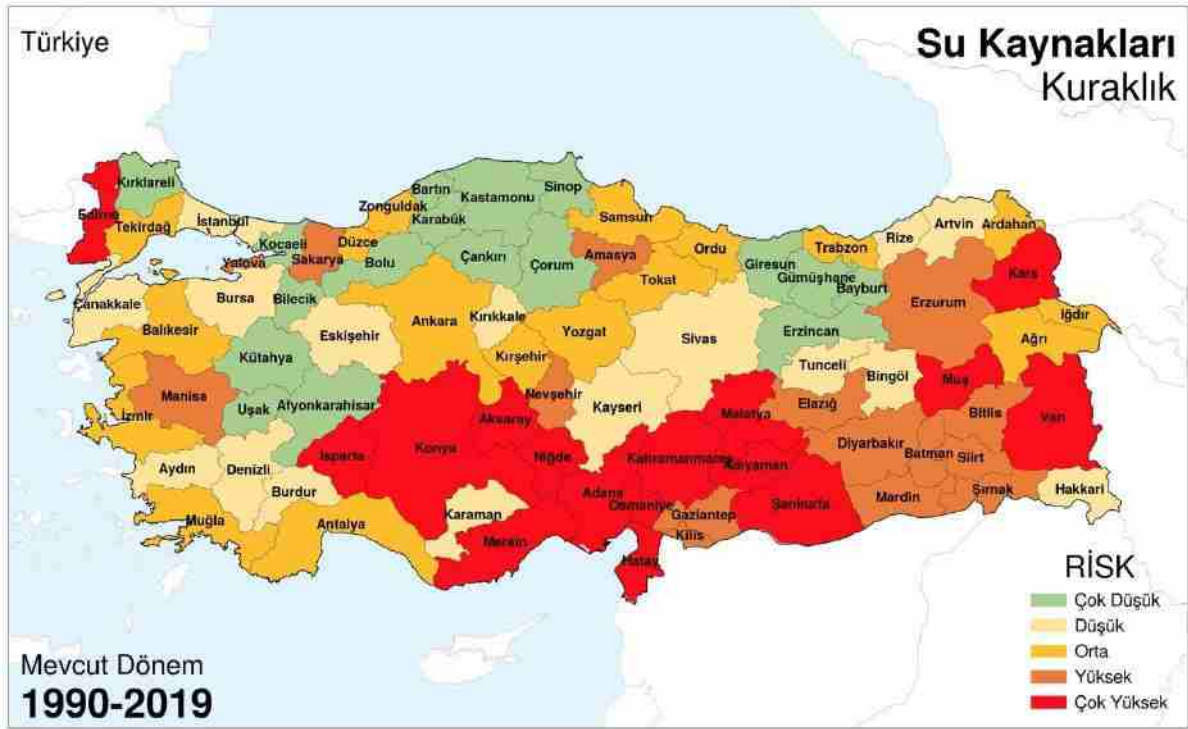 Türkiye
Su Kaynakları
Kuraklık
Kırklareli
Edirne
Tekirdağ
İstanbul
Kocaeli
Yalova
Sakarya
Düzce
Zonguldak
Bartın
Karabük
Kastamonu
Sinop
Bolu
Çankırı
Çorum
Samsun
Amasya
Ordu
Tokat
Giresun
Gümüşhane
Bayburt
Trabzon
Rize
Artvin
Ardahan
Kars
Erzurum
Iğdır
Ağrı
Çanakkale
Bursa
Bilecik
Balıkesir
Kütahya
Eskişehir
Ankara
Kırıkkale
Yozgat
Kırşehir
Sivas
Erzincan
Tunceli
Bingöl
Muş
Manisa
İzmir
Uşak
Afyonkarahisar
Konya
Aksaray
Nevşehir
Kayseri
Malatya
Elazığ
Bitlis
Van
Diyarbakır
Batman
Siirt
Aydın
Denizli
Isparta
Burdur
Niğde
Kahramanmaraş
Adıyaman
Şanlıurfa
Mardin
Şırnak
Hakkari
Muğla
Antalya
Karaman
Mersin
Adana
Osmaniye
Gaziantep
Kilis
Hatay
RİSK
Çok Düşük
Düşük
Orta
Yüksek
Çok Yüksek
Mevcut Dönem
1990-2019